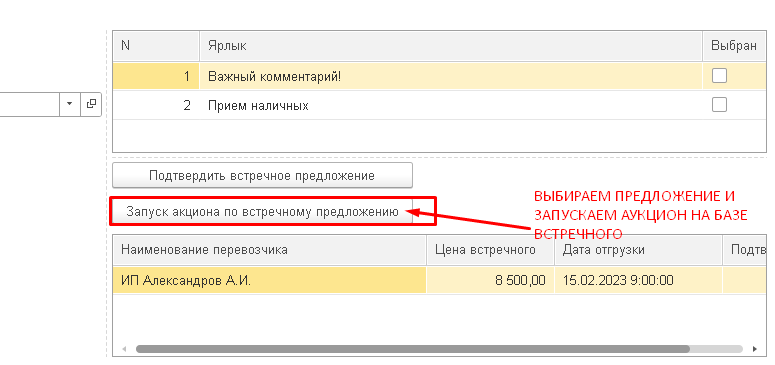 N Ярлык Выбран
1 Важный комментарий!
2 Прием наличных
Подтвердить встречное предложение
Запуск акциона по встречному предложению
ВЫБИРАЕМ ПРЕДЛОЖЕНИЕ И
ЗАПУСКАЕМ АУКЦИОН НА БАЗЕ
ВСТРЕЧНОГО
Наименование перевозчика Цена встречного Дата отгрузки Подтв
ИП Александров А.И. 8 500,00 15.02.2023 9:00:00